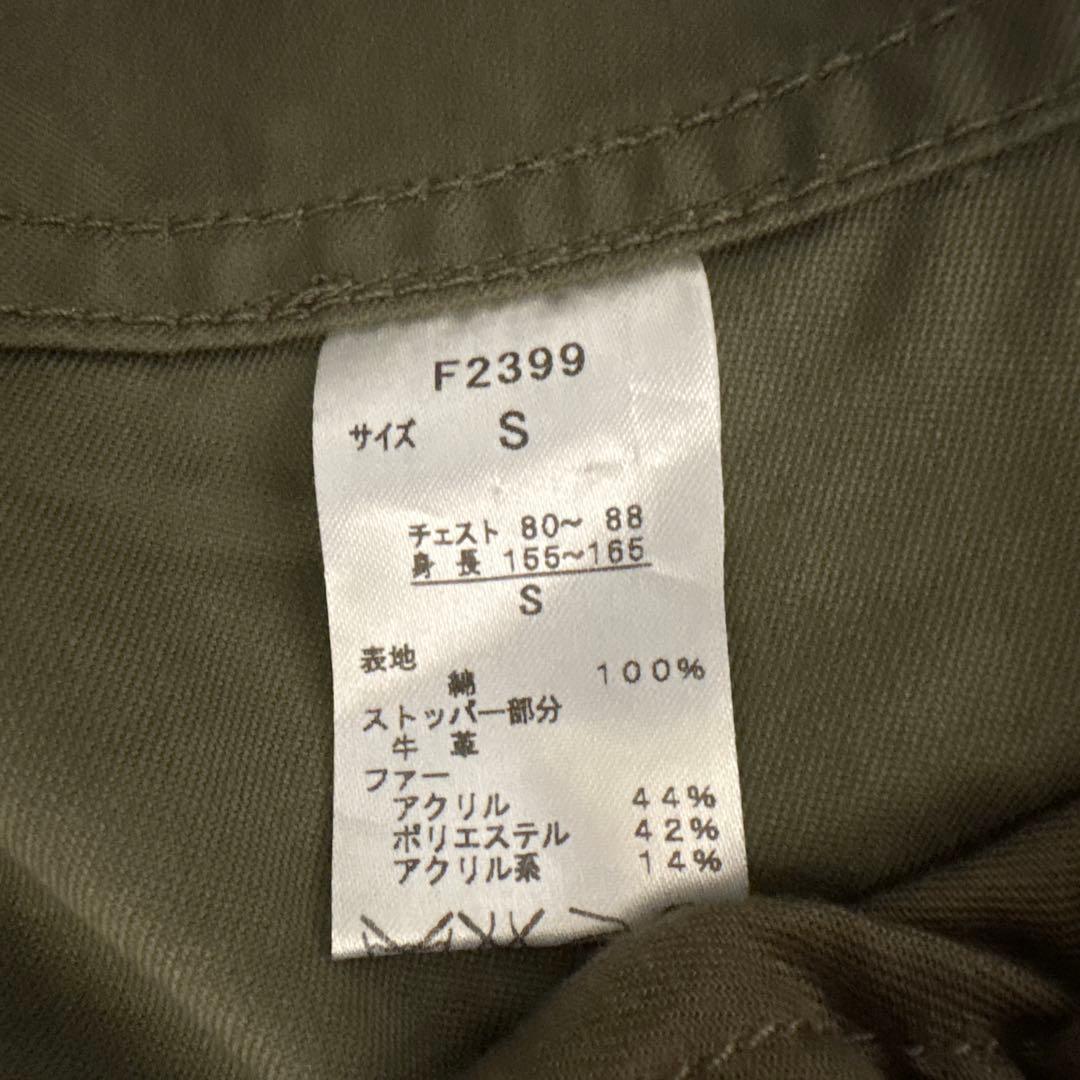 F2399
サイズ S
チェスト 80〜 88
身長 155〜165
S
表地
綿 100%
ストッパー部分
牛革
ファー
アクリル 44%
ポリエステル 42%
アクリル系 14%